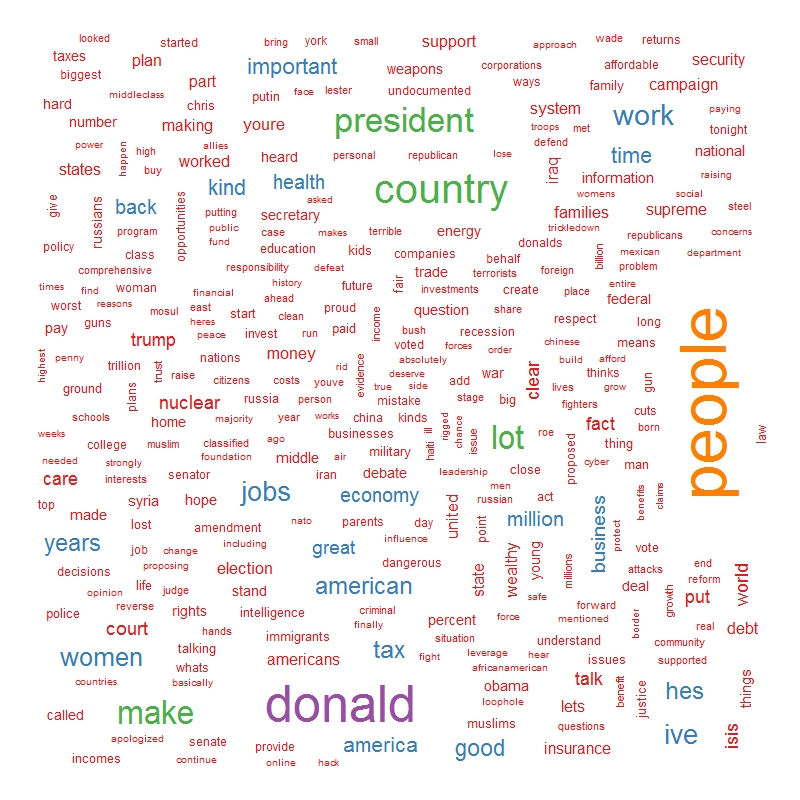 looked started bring york small support approach wade returns
taxes plan important weapons corporations affordable security
biggest part putin face lester undocumented ways family campaign
hard middleclass chris president system work paying
number making youre troops met tonight
power happen high allies defend time national
states buy worked heard personal republican lose iraq information raising
give russians back kind health country womens social
opportunities putting asked families supreme steel
program public secretary trickledown
policy class fund case makes terrible energy donalds republicans concerns
education kids companies behalf billion mexican department
comprehensive responsibility defeat fair trade terrorists foreign problem
times find woman financial history future investments create place entire
worst reasons mosul east ahead proud income question share federal
pay guns heres start clean respect long
peace invest run paid bush recession
trump voted forces order chinese means
highest penny trillion trust nations money rid evidence absolutely clear build afford
raise citizens costs youve deserve war thinks
ground plans russia person true side add lives grow gun
nuclear mistake stage big fighters cuts
schools home majority year works china kinds fact born
weeks college muslim classified ago businesses haiti ill rigged chance issue lot roe thing people law
needed strongly foundation middle air military proposed cyber man
care interests senator iran debate leadership close
top syria hope jobs economy men russian act benefits claims
made lost amendment nato parents day united point million business protect
years job change including great influence vote
decisions proposing election dangerous state wealthy young millions attacks end
opinion life judge stand american safe deal reform world
police reverse rights intelligence criminal percent force forward border growth put
court hands immigrants finally situation mentioned real debt
women talking tax fight leverage hear understand community
whats americans africanamerican issues supported
countries basically obama talk benefit justice hes things
called make donald loophole lets
apologized senate muslims questions ive isis
incomes continue provide online hack america good insurance